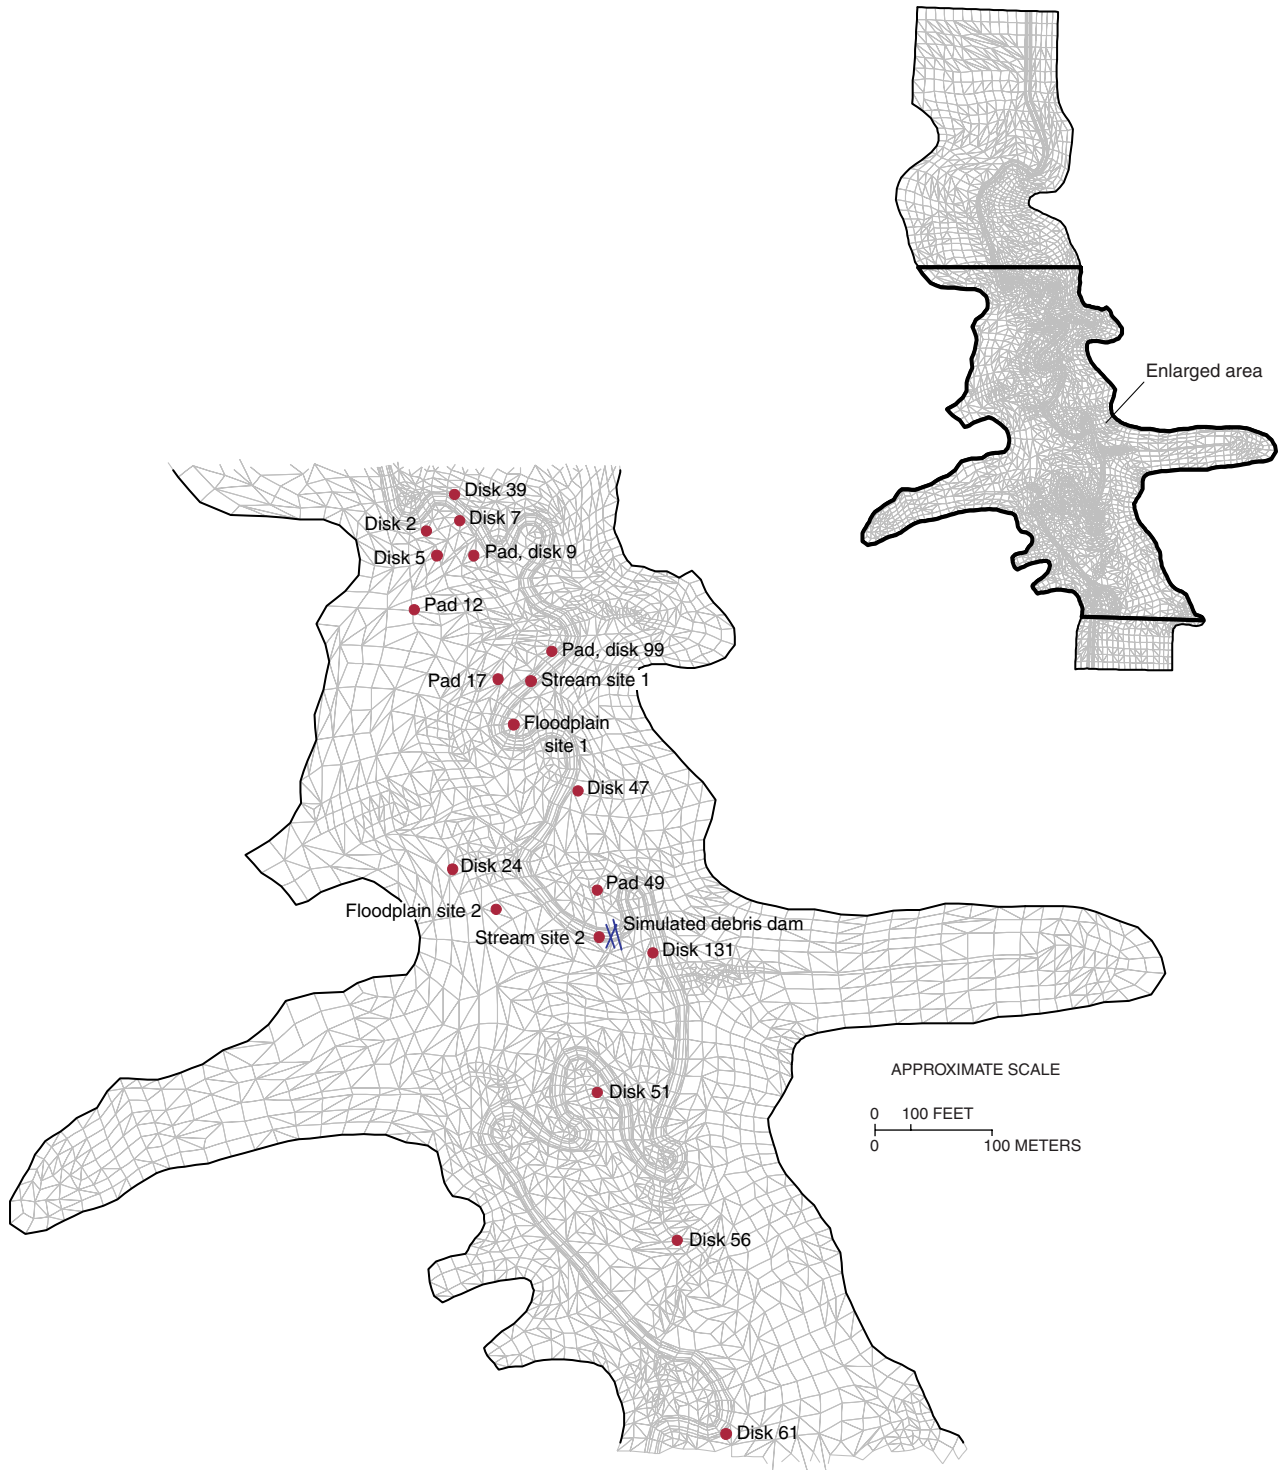 Enlarged area
Disk 39
Disk 7
Disk 2
Disk 5
Pad, disk 9
Pad 12
Pad, disk 99
Pad 17
Stream site 1
Floodplain
site 1
Disk 47
Disk 24
Pad 49
Floodplain site 2
Simulated debris dam
Stream site 2
Disk 131
APPROXIMATE SCALE
Disk 51
0 100 FEET
0 100 METERS
Disk 56
Disk 61